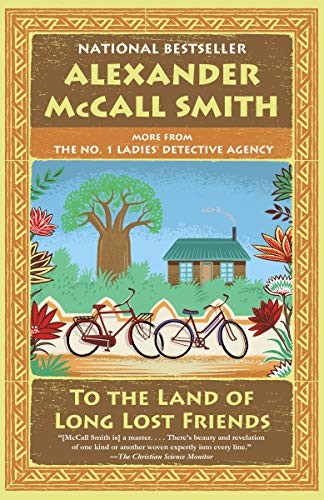 NATIONAL BESTSELLER
ALEXANDER
McCALL SMITH
MORE FROM
THE NO. 1 LADIES' DETECTIVE AGENCY
TO THE LAND OF
LONG LOST FRIENDS
"[McCall Smith is] a master. . . . There's beauty and revelation
of one kind or another woven expertly into every line."
—The Christian Science Monitor